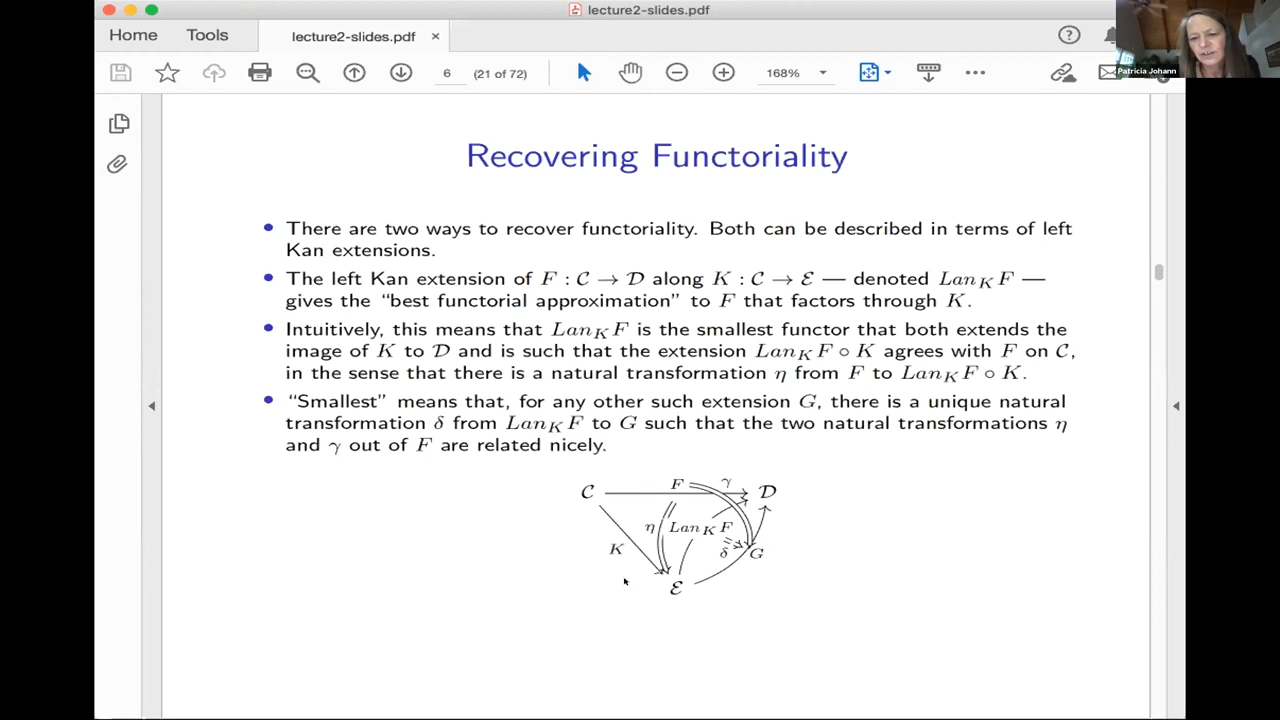 lecture2-slides.pdf
Home
Tools
lecture2-slides.pdf ×
6 (21 of 72)
168%
Patricia Johann
Recovering Functoriality
• There are two ways to recover functoriality. Both can be described in terms of left
Kan extensions.
• The left Kan extension of F : C → D along K : C → E — denoted Lan_K F —
gives the “best functorial approximation” to F that factors through K.
• Intuitively, this means that Lan_K F is the smallest functor that both extends the
image of K to D and is such that the extension Lan_K F ∘ K agrees with F on C,
in the sense that there is a natural transformation η from F to Lan_K F ∘ K.
• “Smallest” means that, for any other such extension G, there is a unique natural
transformation δ from Lan_K F to G such that the two natural transformations η
and γ out of F are related nicely.
C F γ D
η Lan_K F
K δ G
E